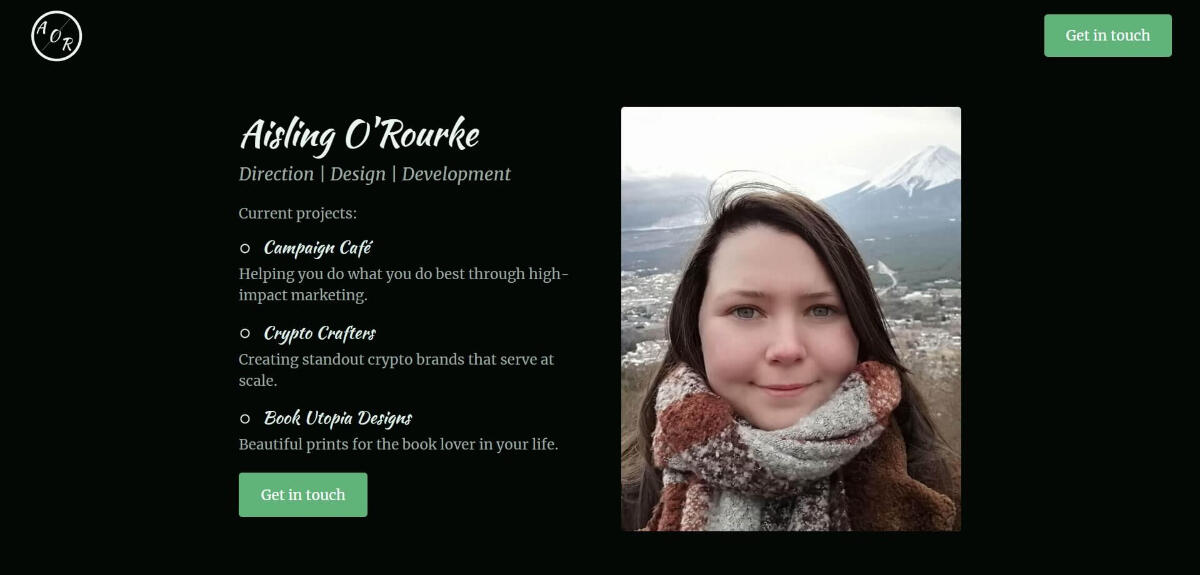 A O R
Get in touch
Aisling O'Rourke
Direction | Design | Development
Current projects:
Campaign Café
Helping you do what you do best through high-
impact marketing.
Crypto Crafters
Creating standout crypto brands that serve at
scale.
Book Utopia Designs
Beautiful prints for the book lover in your life.
Get in touch